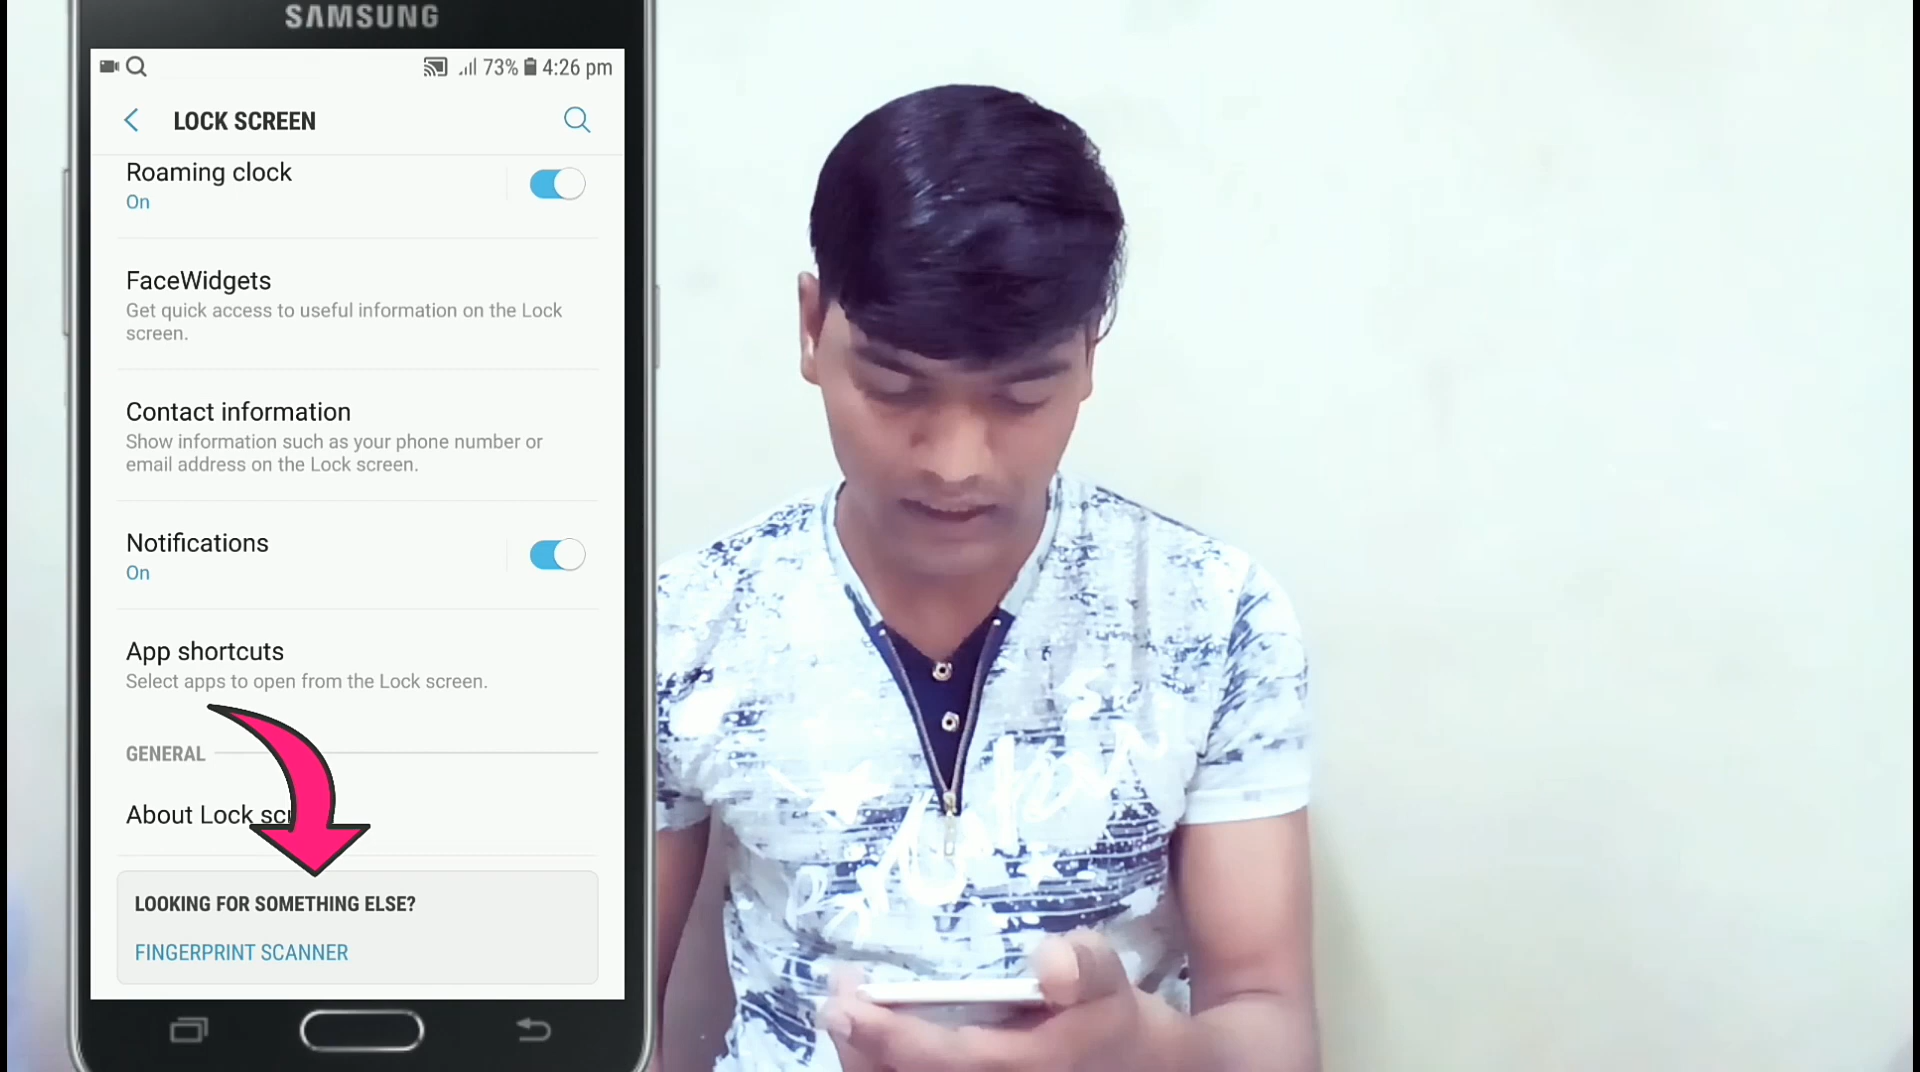 SAMSUNG
73% 4:26 pm
LOCK SCREEN
Roaming clock
On
FaceWidgets
Get quick access to useful information on the Lock
screen.
Contact information
Show information such as your phone number or
email address on the Lock screen.
Notifications
On
App shortcuts
Select apps to open from the Lock screen.
GENERAL
About Lock
LOOKING FOR SOMETHING ELSE?
FINGERPRINT SCANNER